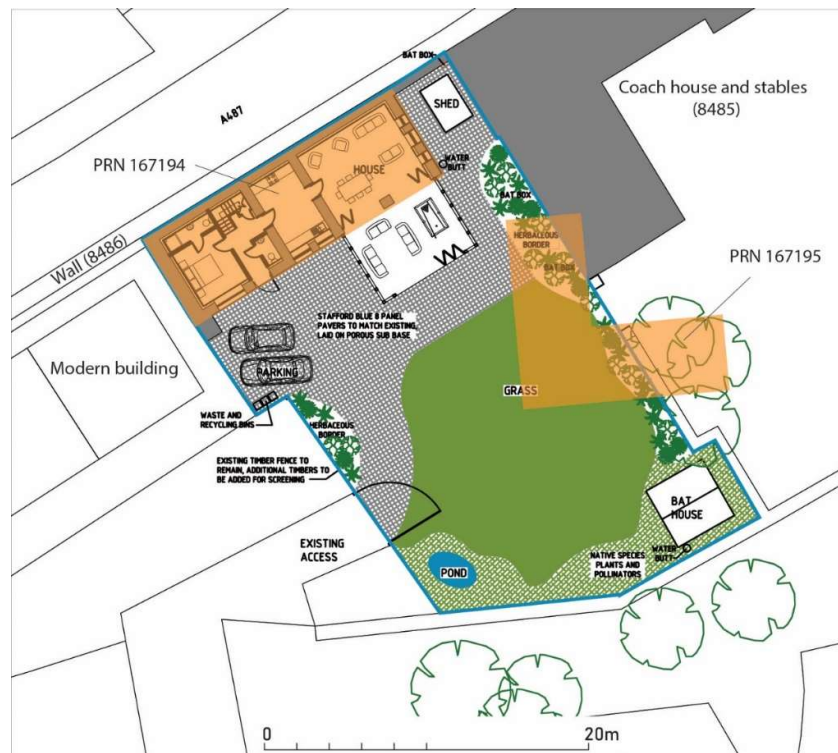 BAT BOX
A487
SHED
Coach house and stables
(8485)
PRN 167194
HOUSE
WATER
BUTT
BAT BOX
Wall (8486)
HERBACEOUS
BORDER
PRN 167195
BAT BOX
STAFFORD BLUE 8 PANEL
PAVERS TO MATCH EXISTING,
LAID ON POROUS SUB BASE
Modern building
PARKING
GRASS
WASTE AND
RECYCLING BINS
HERBACEOUS
BORDER
EXISTING TIMBER FENCE TO
REMAIN, ADDITIONAL TIMBERS TO
BE ADDED FOR SCREENING
BAT
HOUSE
EXISTING
ACCESS
WATER
BUTT
NATIVE SPECIES
PLANTS AND
POLLINATORS
POND
0
20m